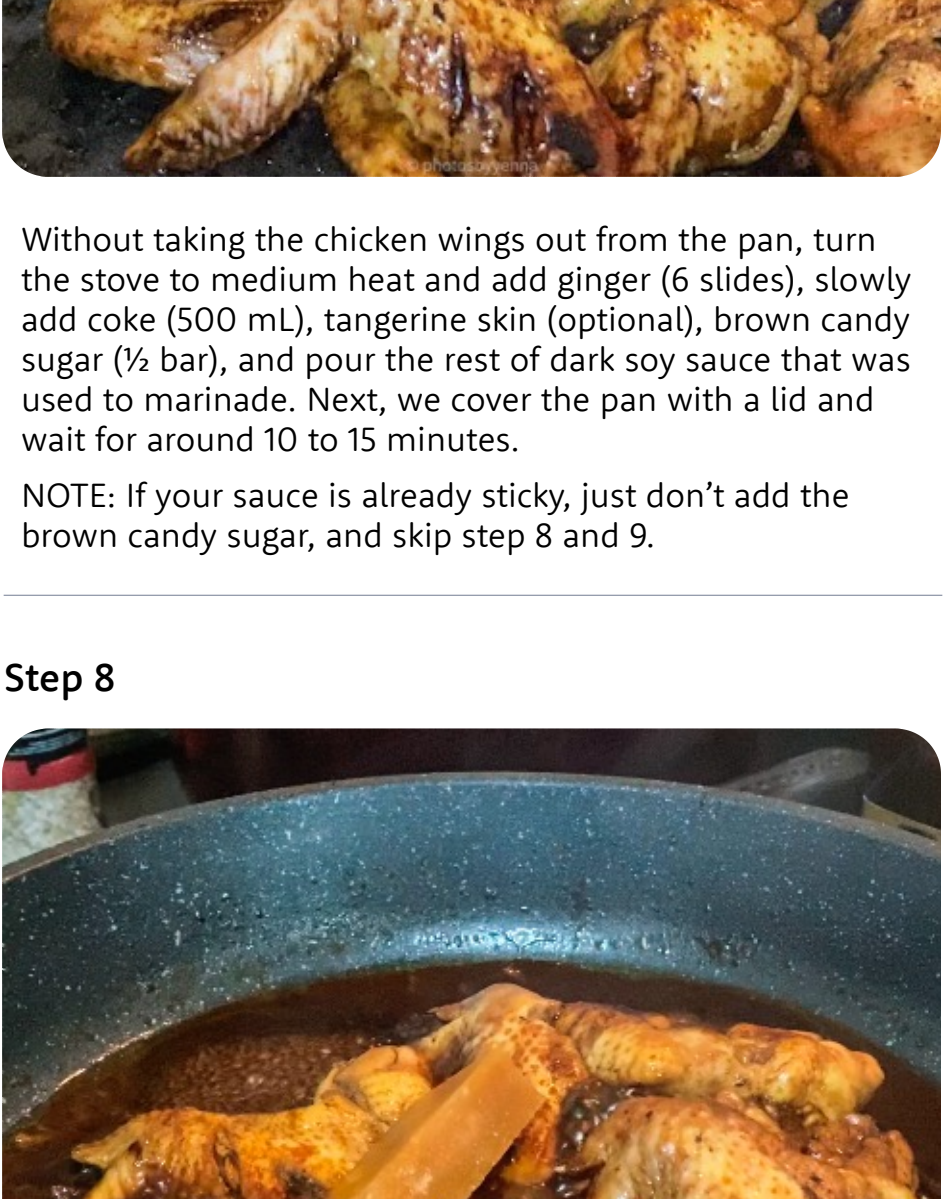 © photosbyyenna
Without taking the chicken wings out from the pan, turn
the stove to medium heat and add ginger (6 slides), slowly
add coke (500 mL), tangerine skin (optional), brown candy
sugar (½ bar), and pour the rest of dark soy sauce that was
used to marinade. Next, we cover the pan with a lid and
wait for around 10 to 15 minutes.
NOTE: If your sauce is already sticky, just don’t add the
brown candy sugar, and skip step 8 and 9.
Step 8